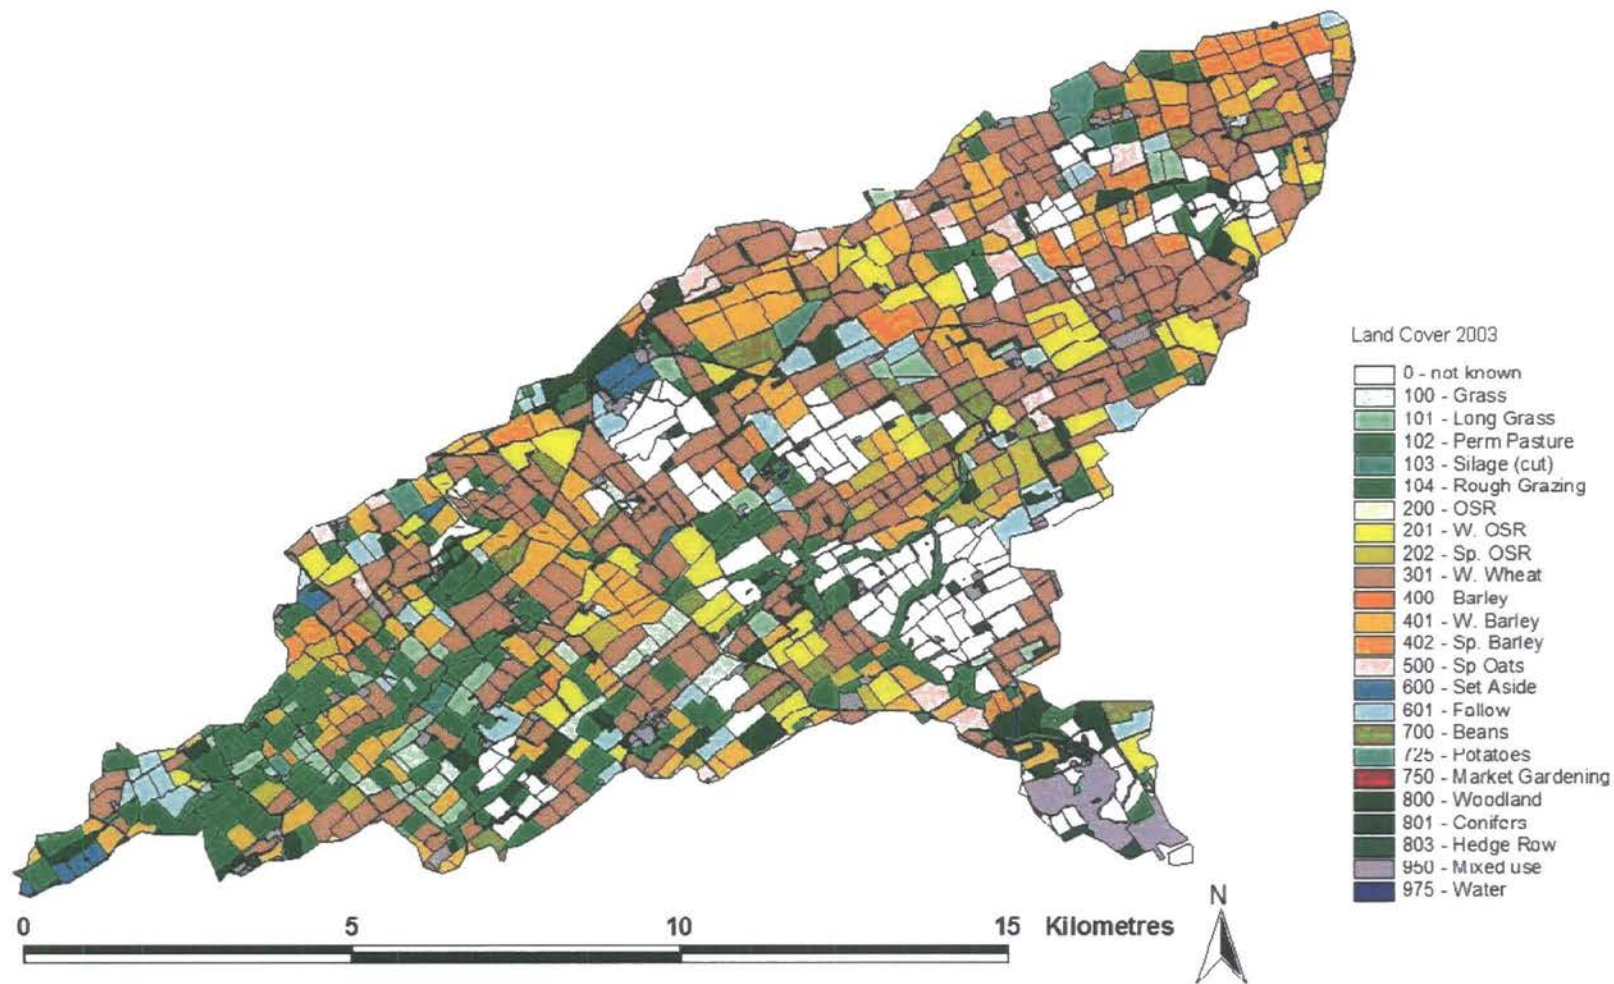 Land Cover 2003
0 - not known
100 - Grass
101 - Long Grass
102 - Perm Pasture
103 - Silage (cut)
104 - Rough Grazing
200 - OSR
201 - W. OSR
202 - Sp. OSR
301 - W. Wheat
400 Barley
401 - W. Barley
402 - Sp. Barley
500 - Sp Oats
600 - Set Aside
601 - Follow
700 - Beans
725 - Potatoes
750 - Market Gardening
800 - Woodland
801 - Conifers
803 - Hedge Row
950 - Mixed use
975 - Water
N
0 5 10 15 Kilometres